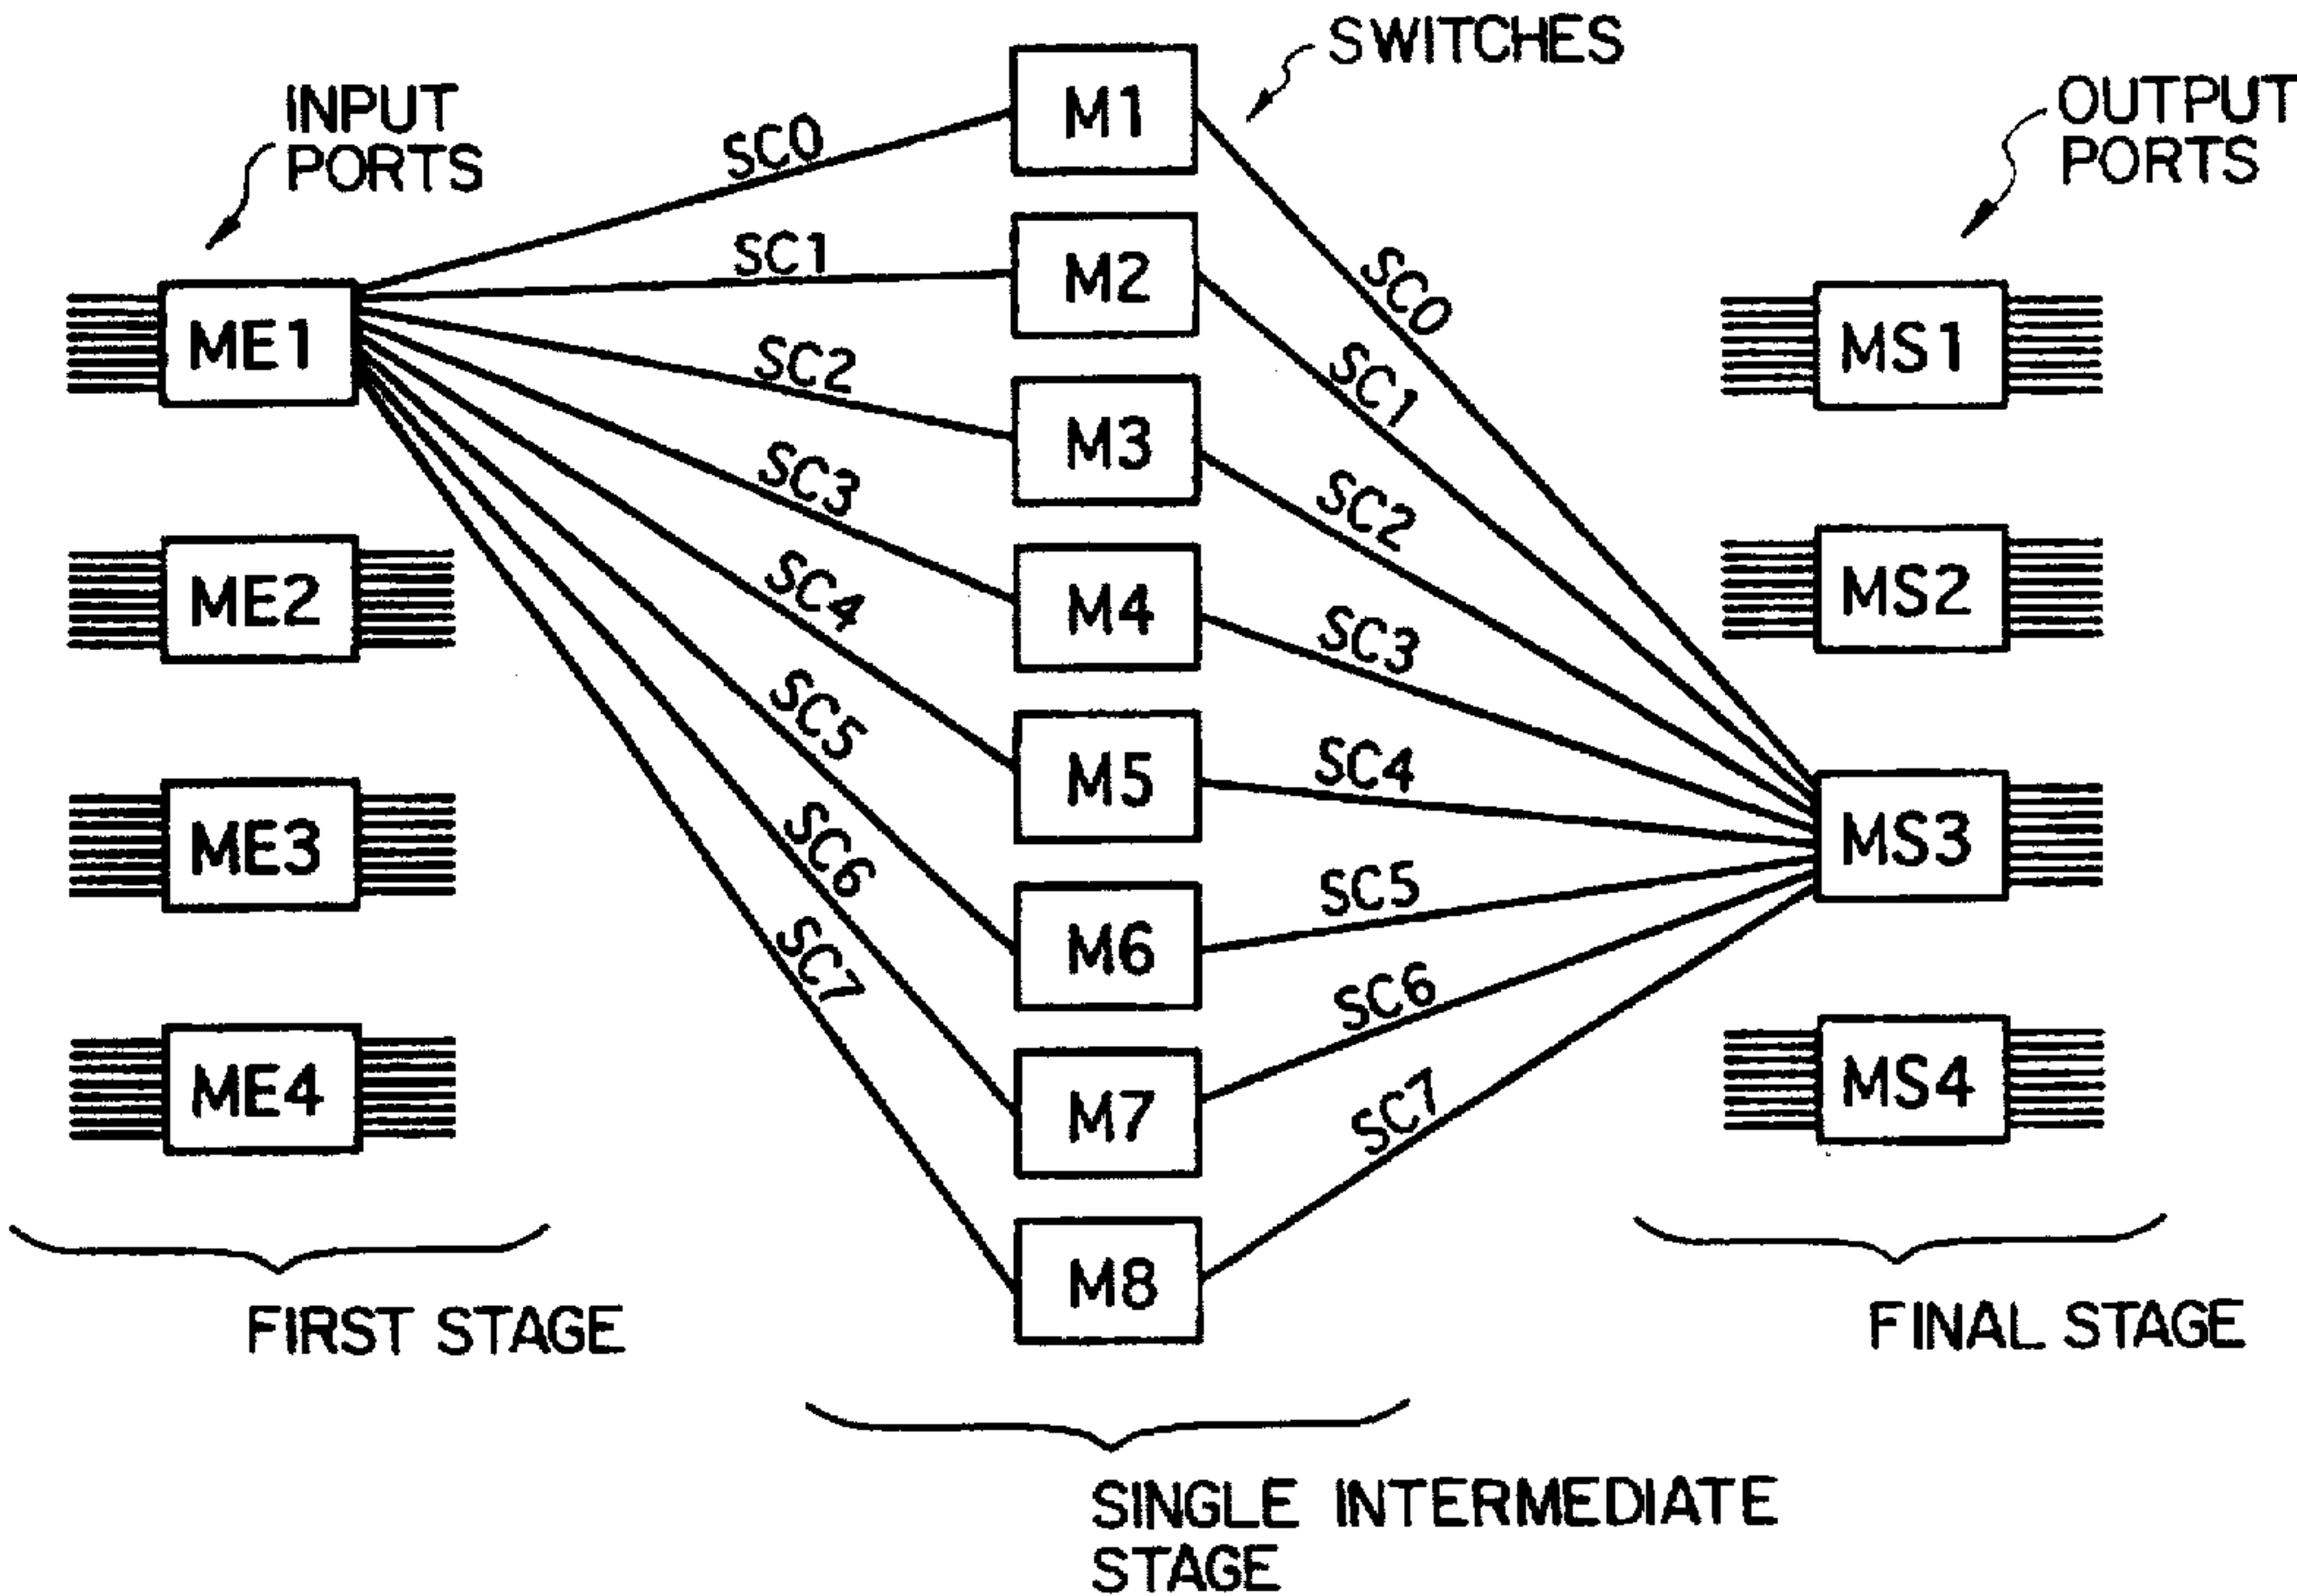 SWITCHES
INPUT
PORTS
OUTPUT
PORTS
M1
M2
M3
M4
M5
M6
M7
M8
SC0
SC1
SC2
SC3
SC4
SC5
SC6
SC7
SC0
SC1
SC2
SC3
SC4
SC5
SC6
SC7
ME1
ME2
ME3
ME4
MS1
MS2
MS3
MS4
FIRST STAGE
FINAL STAGE
SINGLE INTERMEDIATE
STAGE